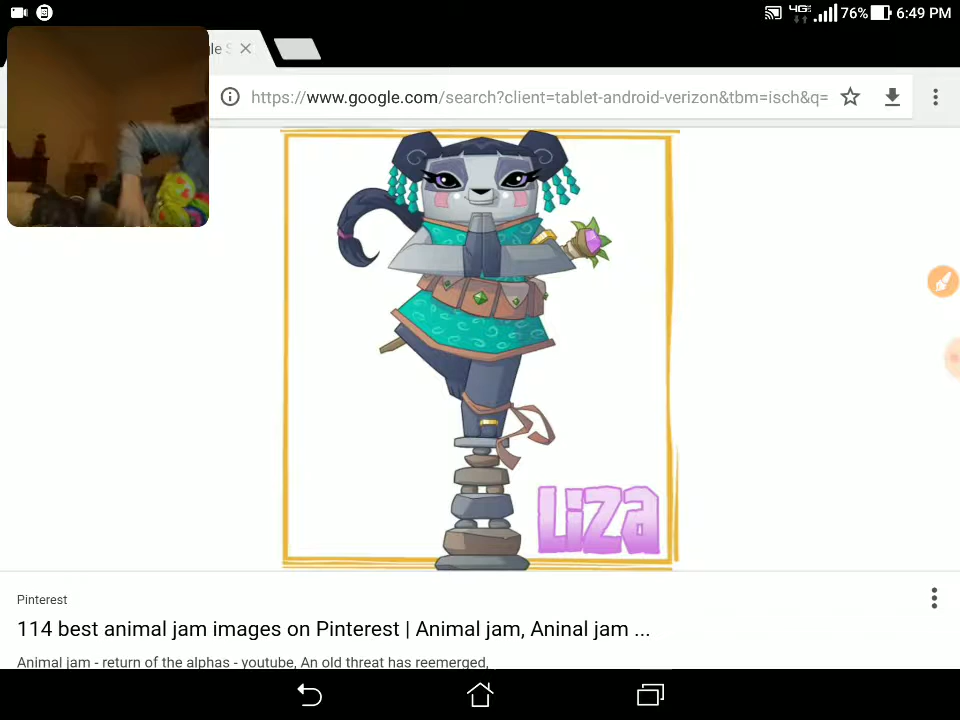 4G 76% 6:49 PM
le S
https://www.google.com/search?client=tablet-android-verizon&tbm=isch&q=
LiZa
Pinterest
114 best animal jam images on Pinterest | Animal jam, Aninal jam ...
Animal jam - return of the alphas - youtube, An old threat has reemerged,